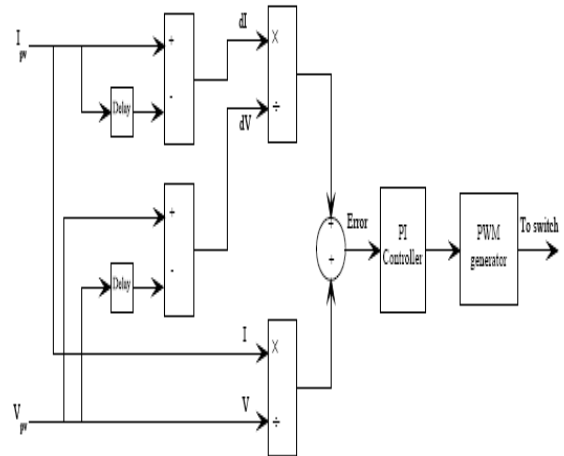 I pv
+
-
Delay
dI
×
÷
dV
+
-
Delay
+
+
Error
PI
Controller
PWM
generator
To switch
I
×
V
÷
V pv